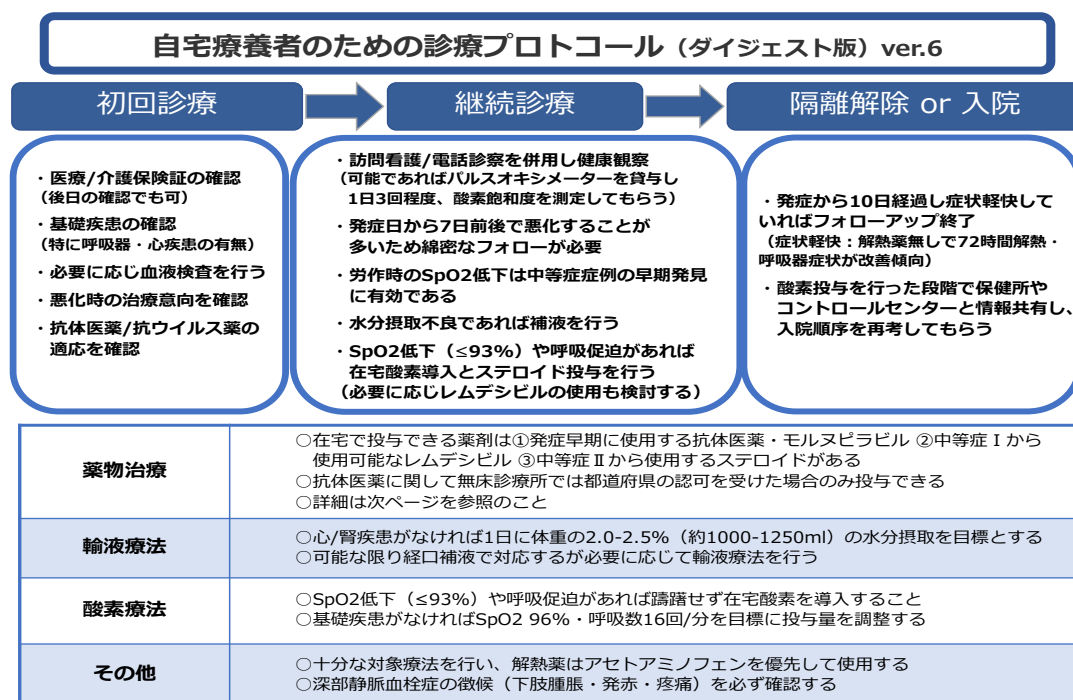 自宅療養者のための診療プロトコール（ダイジェスト版）ver.6
初回診療
継続診療
隔離解除 or 入院
・医療/介護保険証の確認
（後日の確認でも可）
・基礎疾患の確認
（特に呼吸器・心疾患の有無）
・必要に応じ血液検査を行う
・悪化時の治療意向を確認
・抗体医薬/抗ウイルス薬の
適応を確認
・訪問看護/電話診察を併用し健康観察
（可能であればパルスオキシメーターを貸与し
1日3回程度、酸素飽和度を測定してもらう）
・発症日から7日前後で悪化することが
多いため綿密なフォローが必要
・労作時のSpO2低下は中等症症例の早期発見
に有効である
・水分摂取不良であれば補液を行う
・SpO2低下（≤93%）や呼吸促迫があれば
在宅酸素導入とステロイド投与を行う
（必要に応じレムデシビルの使用も検討する）
・発症から10日経過し症状軽快して
いればフォローアップ終了
（症状軽快：解熱薬無しで72時間解熱・
呼吸器症状が改善傾向）
・酸素投与を行った段階で保健所や
コントロールセンターと情報共有し、
入院順序を再考してもらう
薬物治療
○在宅で投与できる薬剤は①発症早期に使用する抗体医薬・モルヌピラビル ②中等症Ⅰから
使用可能なレムデシビル ③中等症Ⅱから使用するステロイドがある
○抗体医薬に関して無床診療所では都道府県の認可を受けた場合のみ投与できる
○詳細は次ページを参照のこと
輸液療法
○心/腎疾患がなければ1日に体重の2.0-2.5%（約1000-1250ml）の水分摂取を目標とする
○可能な限り経口補液で対応するが必要に応じて輸液療法を行う
酸素療法
○SpO2低下（≤93%）や呼吸促迫があれば躊躇せず在宅酸素を導入すること
○基礎疾患がなければSpO2 96%・呼吸数16回/分を目標に投与量を調整する
その他
○十分な対象療法を行い、解熱薬はアセトアミノフェンを優先して使用する
○深部静脈血栓症の徴候（下肢腫脹・発赤・疼痛）を必ず確認する